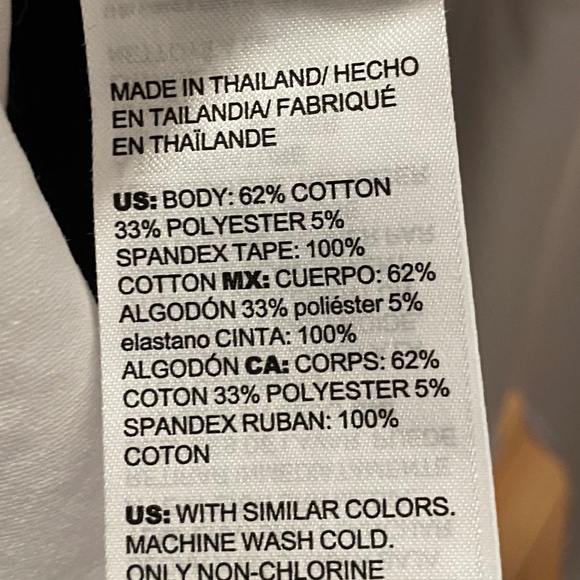 MADE IN THAILAND/ HECHO
EN TAILANDIA/ FABRIQUÉ
EN THAÏLANDE
US: BODY: 62% COTTON
33% POLYESTER 5%
SPANDEX TAPE: 100%
COTTON MX: CUERPO: 62%
ALGODÓN 33% poliéster 5%
elastano CINTA: 100%
ALGODÓN CA: CORPS: 62%
COTON 33% POLYESTER 5%
SPANDEX RUBAN: 100%
COTON
US: WITH SIMILAR COLORS.
MACHINE WASH COLD.
ONLY NON-CHLORINE